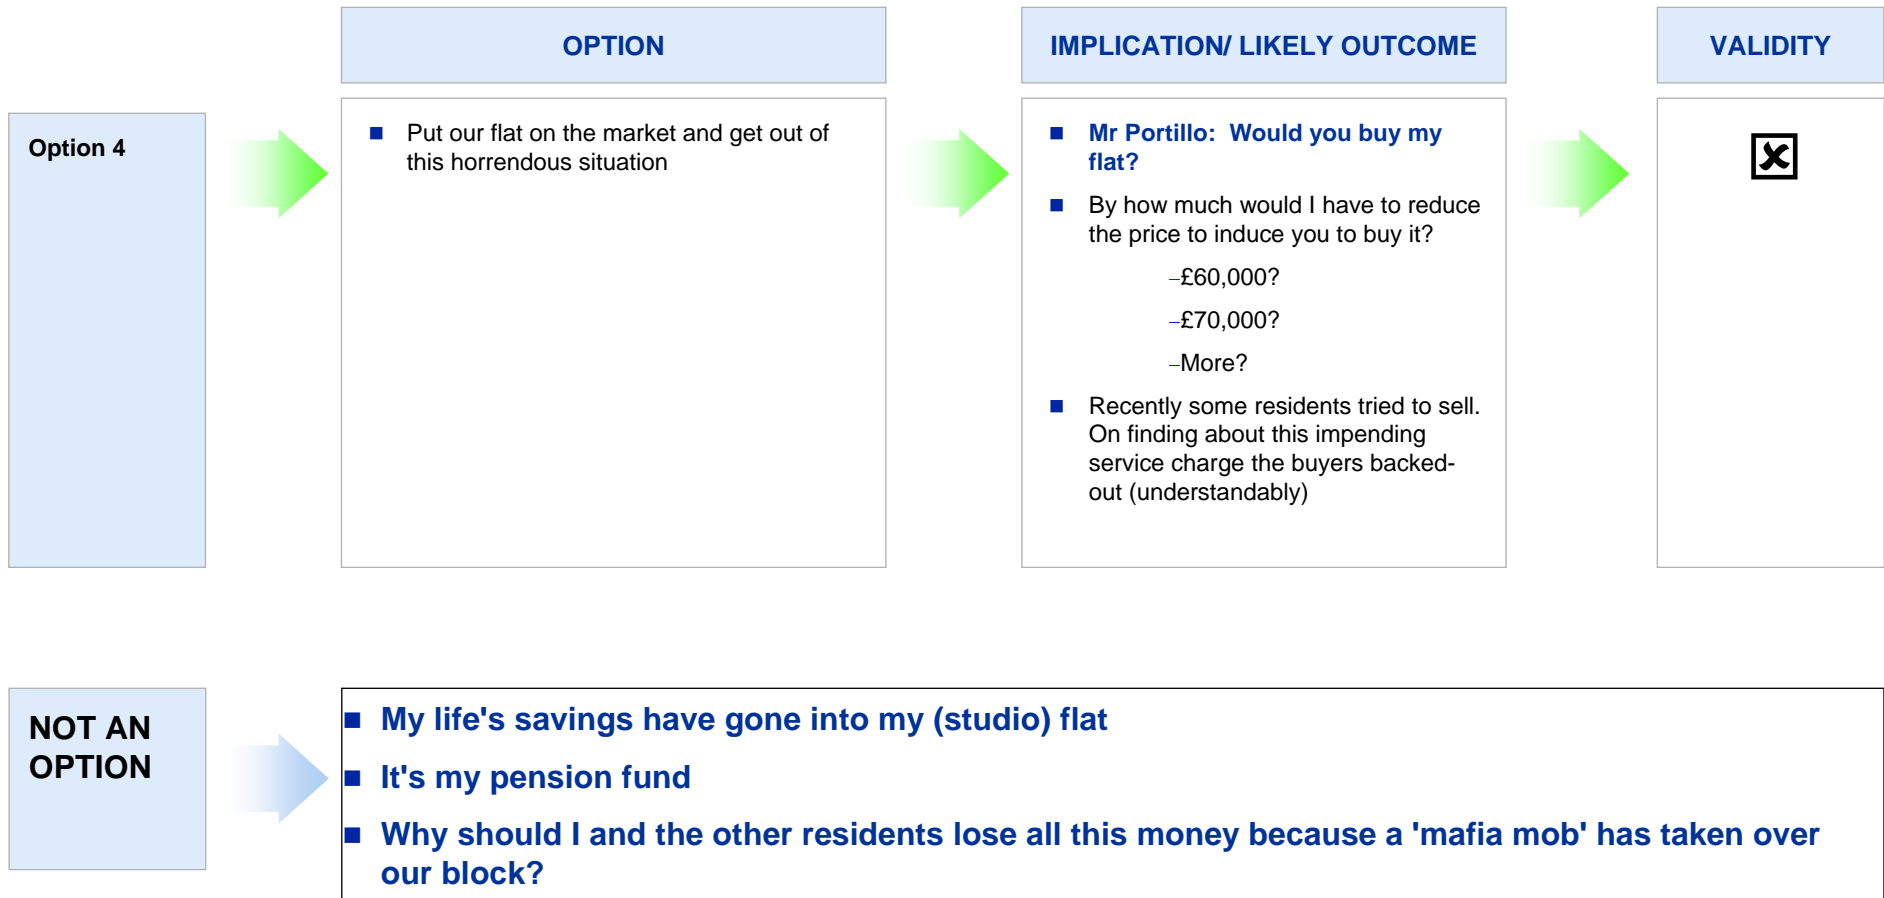 OPTION
IMPLICATION/ LIKELY OUTCOME
VALIDITY
Option 4
Put our flat on the market and get out of
this horrendous situation
Mr Portillo: Would you buy my
flat?
By how much would I have to reduce
the price to induce you to buy it?
–£60,000?
–£70,000?
–More?
Recently some residents tried to sell.
On finding about this impending
service charge the buyers backed-
out (understandably)
NOT AN
OPTION
My life's savings have gone into my (studio) flat
It's my pension fund
Why should I and the other residents lose all this money because a 'mafia mob' has taken over
our block?